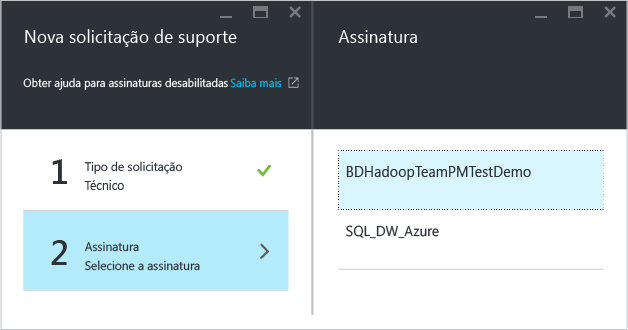 Nova solicitação de suporte
Obter ajuda para assinaturas desabilitadas Saiba mais
1
Tipo de solicitação
Técnico
2
Assinatura
Selecione a assinatura
Assinatura
BDHadoopTeamPMTestDemo
SQL_DW_Azure